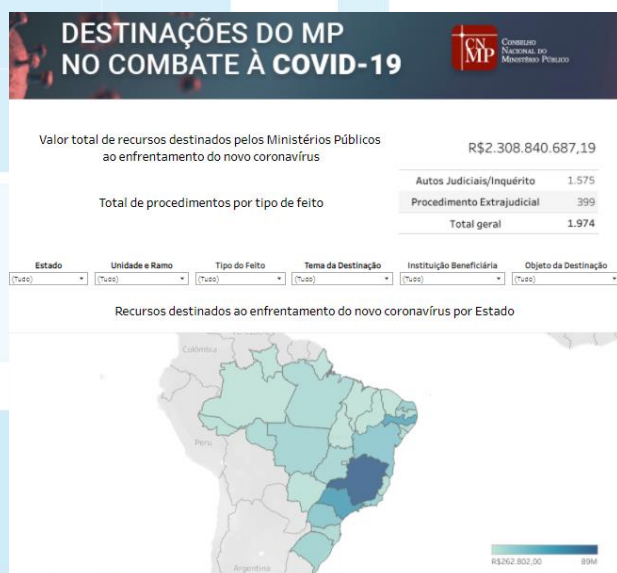 DESTINAÇÕES DO MP
NO COMBATE À COVID-19
CN
MP
CONSELHO
NACIONAL DO
MINISTÉRIO PÚBLICO
Valor total de recursos destinados pelos Ministérios Públicos
ao enfrentamento do novo coronavírus
R$2.308.840.687,19
Total de procedimentos por tipo de feito
Autos Judiciais/Inquérito 1.575
Procedimento Extrajudicial 399
Total geral 1.974
Estado Unidade e Ramo Tipo do Feito Tema da Destinação Instituição Beneficiária Objeto da Destinação
(Tudo) (Tudo) (Tudo) (Tudo) (Tudo) (Tudo)
Recursos destinados ao enfrentamento do novo coronavírus por Estado
Colômbia
Peru
Argentina
R$262.802,00 89M